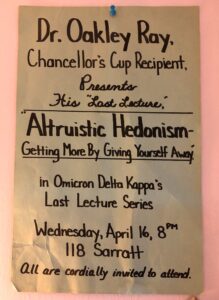 Dr. Oakley Ray,
Chancellor's Cup Recipient,
Presents
His "Last Lecture,"
"Altruistic Hedonism-
Getting More By Giving Yourself Away"
in Omicron Delta Kappa's
Last Lecture Series
Wednesday, April 16, 8PM
118 Sarratt
All are cordially invited to attend.